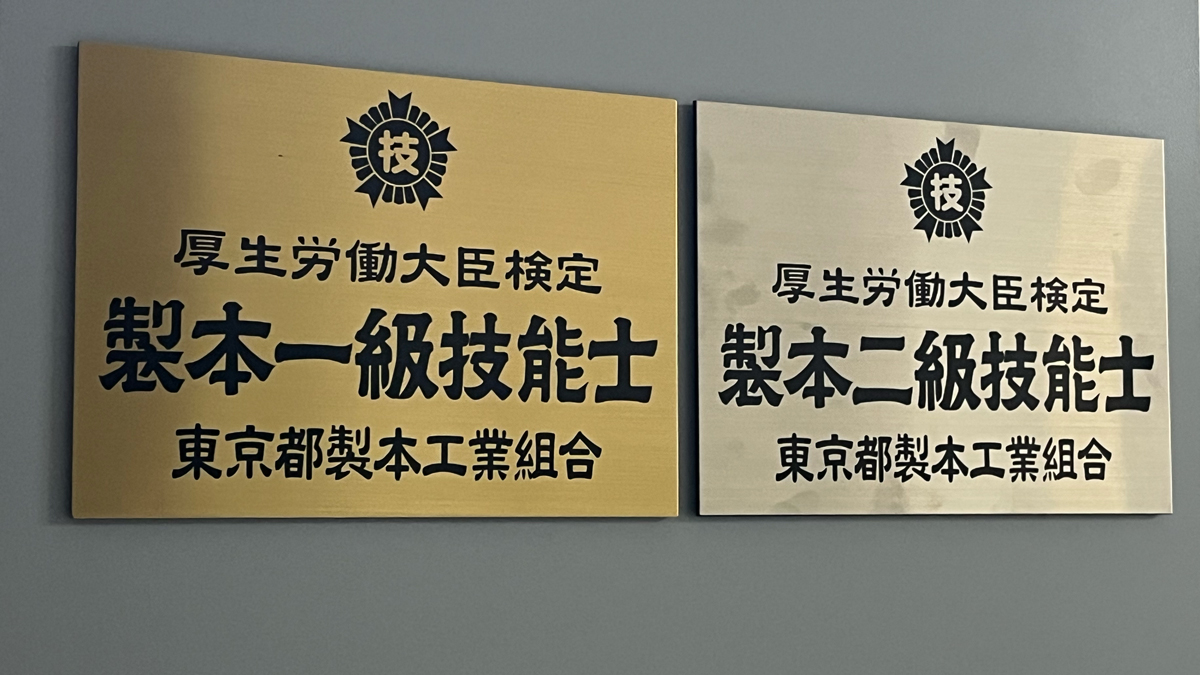 技
厚生労働大臣検定
製本一級技能士
東京都製本工業組合
技
厚生労働大臣検定
製本二級技能士
東京都製本工業組合